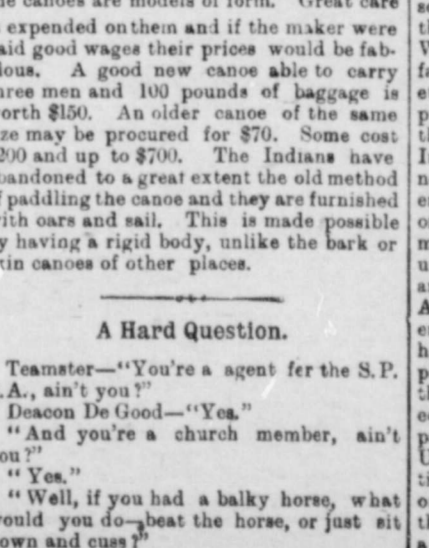 canoes are models of form. Great care
expended on them and if the maker were
aid good wages their prices would be fab-
lous. A good new canoe able to carry
hree men and 100 pounds of baggage is
orth $150. An older canoe of the same
ze may be procured for $70. Some cost
200 and up to $700. The Indians have
bandoned to a great extent the old method
f paddling the canoe and they are furnished
ith oars and sail. This is made possible
y having a rigid body, unlike the bark or
kin canoes of other places.
A Hard Question.
Teamster—"You're a agent fer the S. P.
. A., ain't you?"
Deacon De Good—"Yes."
"And you're a church member, ain't
ou?"
"Yes."
"Well, if you had a balky horse, what
ould you do—beat the horse, or just sit
own and cuss?"